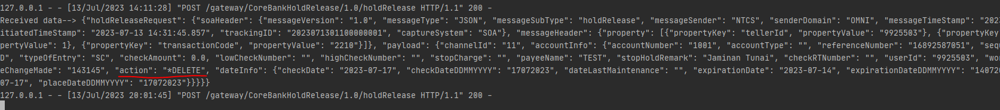 127.0.0.1 - - [13/Jul/2023 14:11:28] "POST /gateway/CoreBankHoldRelease/1.0/holdRelease HTTP/1.1" 200 -
Received data--> {"holdReleaseRequest": {"soaHeader": {"messageVersion": "1.0", "messageType": "JSON", "messageSubType": "holdRelease", "messageSender": "NTCS", "senderDomain": "OMNI", "messageTimeStamp": "202
itiatedTimeStamp": "2023-07-13 14:31:45.857", "trackingID": "20230713011000000001", "captureSystem": "SOA"}, "messageHeader": {"property": [{"propertyKey": "tellerId", "propertyValue": "9925503"}, {"propertyKey
pertyValue": 1}, {"propertyKey": "transactionCode", "propertyValue": "2210"}]}, "payload": {"channelId": "11", "accountInfo": {"accountNumber": "1001", "accountType": "", "referenceNumber": "16892587051", "sequ
D", "typeOfEntry": "SC", "checkAmount": 0.0, "lowCheckNumber": "", "highCheckNumber": "", "stopCharge": "", "payeeName": "TEST", "stopHoldRemark": "Jaminan Tunai", "checkRTNumber": "", "userId": "9925503", "wor
eChangeMade": "143145", "action": "*DELETE", "dateInfo": {"checkDate": "2023-07-17", "checkDateDDMMYYYY": "17072023", "dateLastMaintenance": "", "expirationDate": "2023-07-14", "expirationDateDDMMYYYY": "140720
07-17", "placeDateDDMMYYYY": "17072023"}}}}}
127.0.0.1 - - [13/Jul/2023 20:01:45] "POST /gateway/CoreBankHoldRelease/1.0/holdRelease HTTP/1.1" 200 -